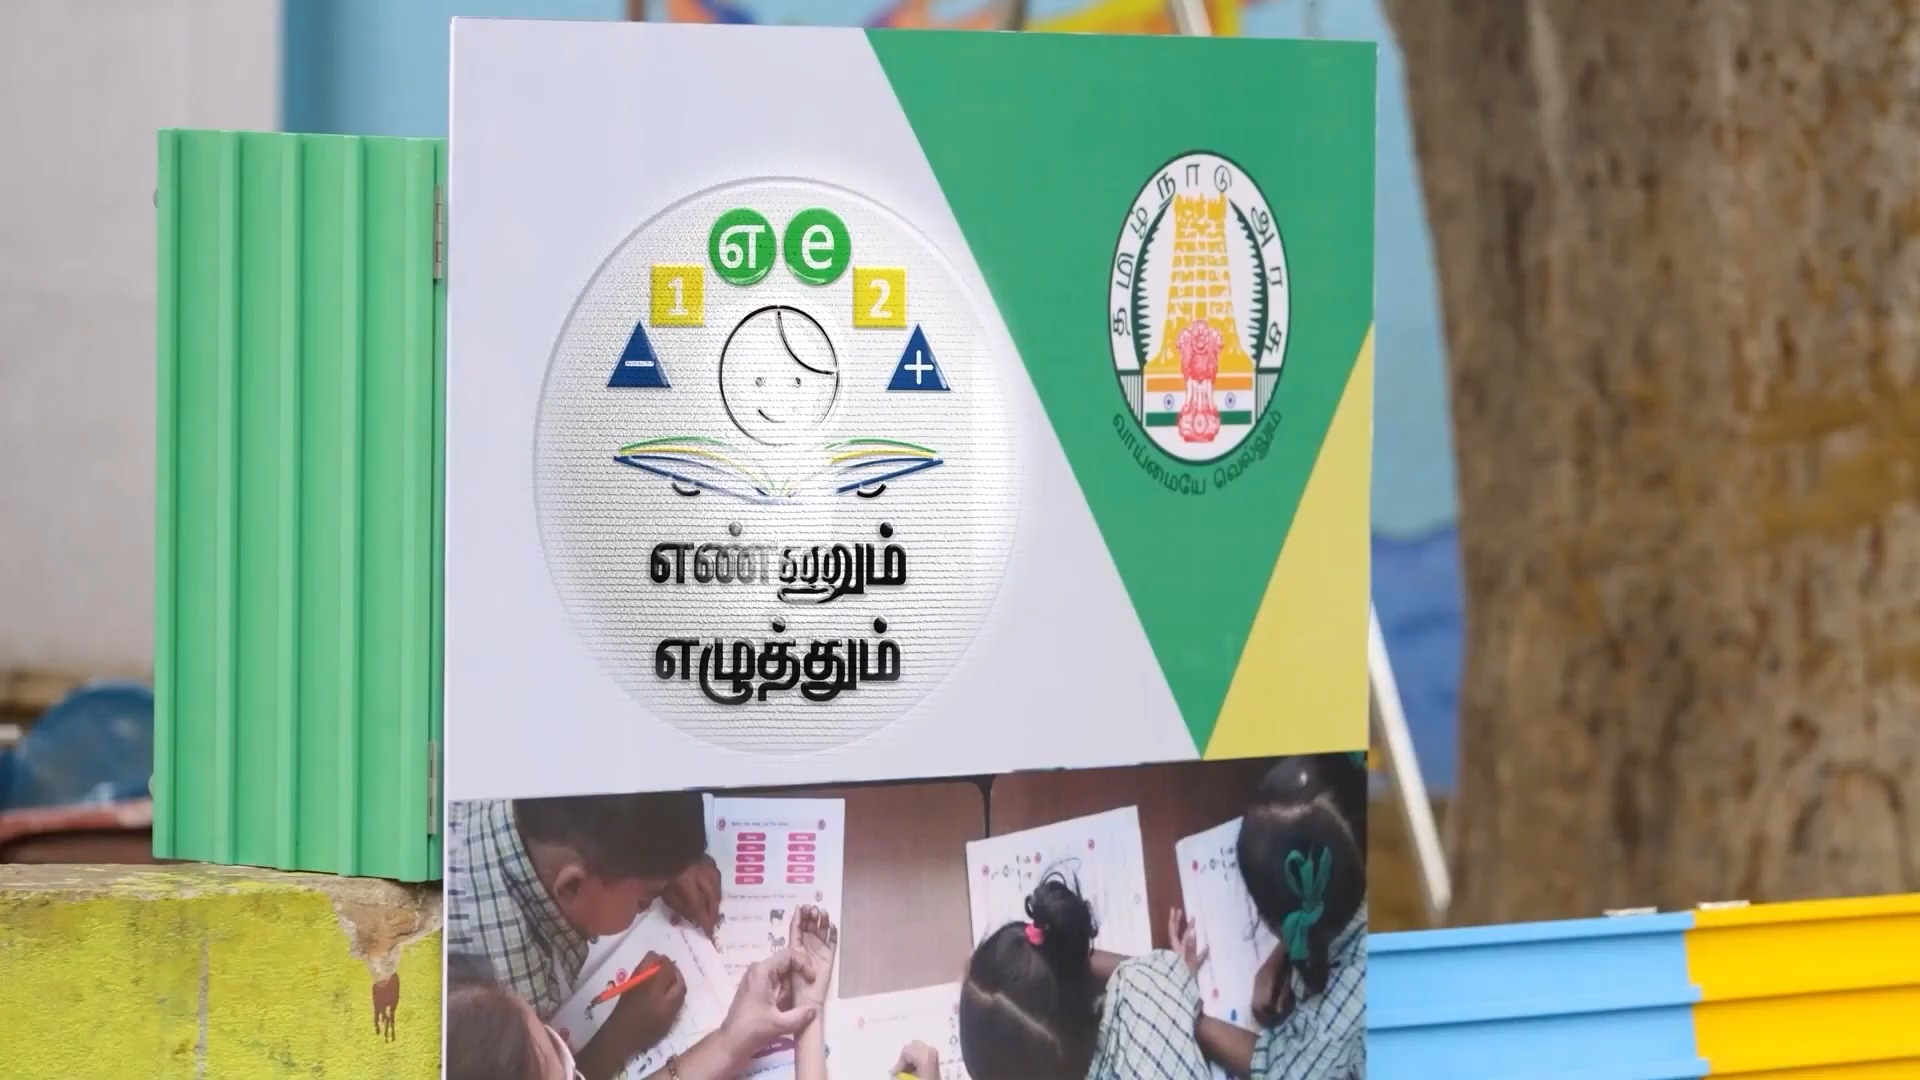 எ e
1 2
- +
எண்ணும்
எழுத்தும்
தமிழ்நாடு அரசு
வாய்மையே வெல்லும்